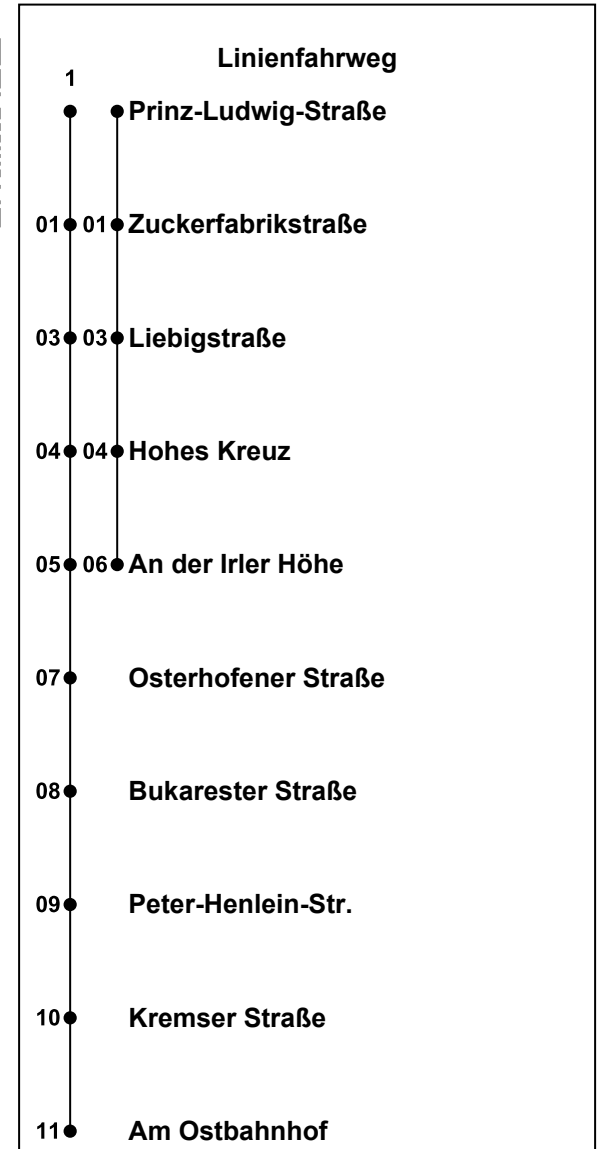 Linienfahrweg
1
Prinz-Ludwig-Straße
01 01 Zuckerfabrikstraße
03 03 Liebigstraße
04 04 Hohes Kreuz
05 06 An der Irler Höhe
07 Osterhofener Straße
08 Bukarester Straße
09 Peter-Henlein-Str.
10 Kremser Straße
11 Am Ostbahnhof